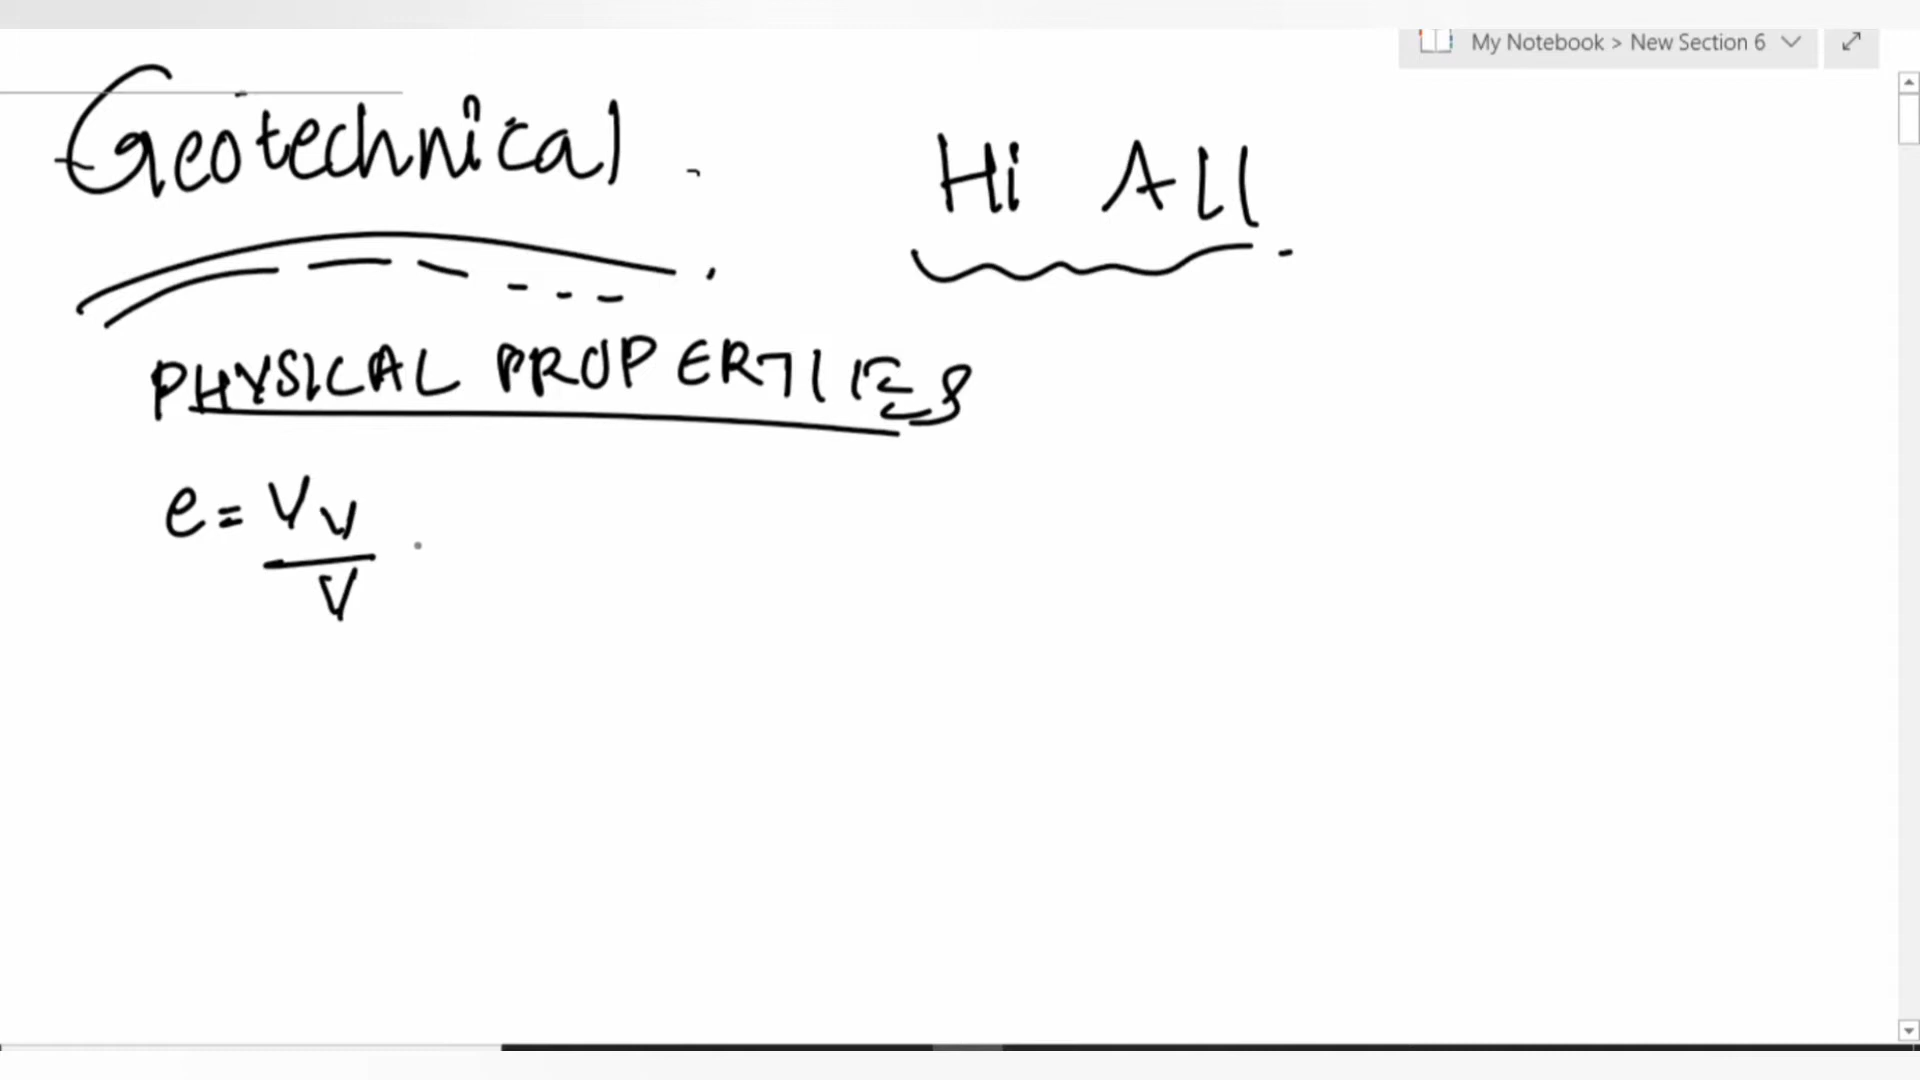 My Notebook > New Section 6
Geotechnical
Hi All.
PHYSICAL PROPERTIES
e = Vv
V